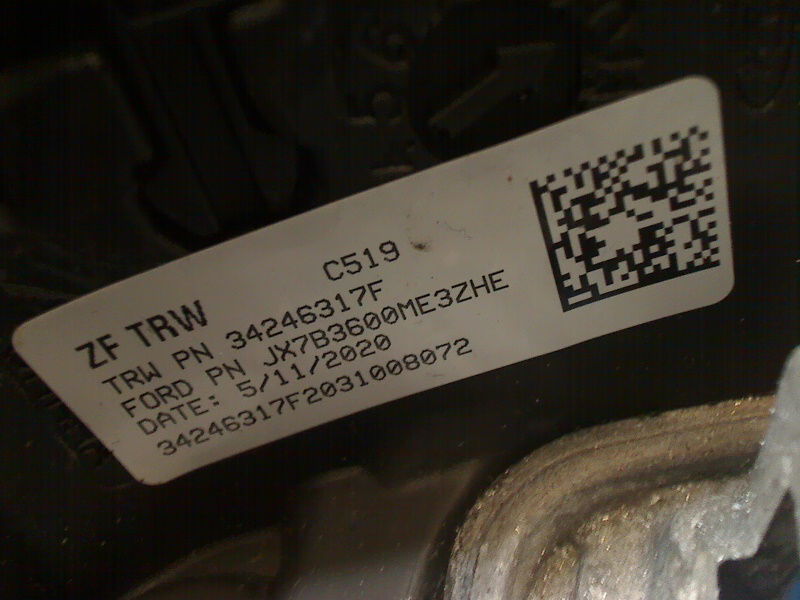 C519
ZF TRW
TRW PN 34246317F
FORD PN JX7B3600ME3ZHE
DATE: 5/11/2020
34246317F2031008072